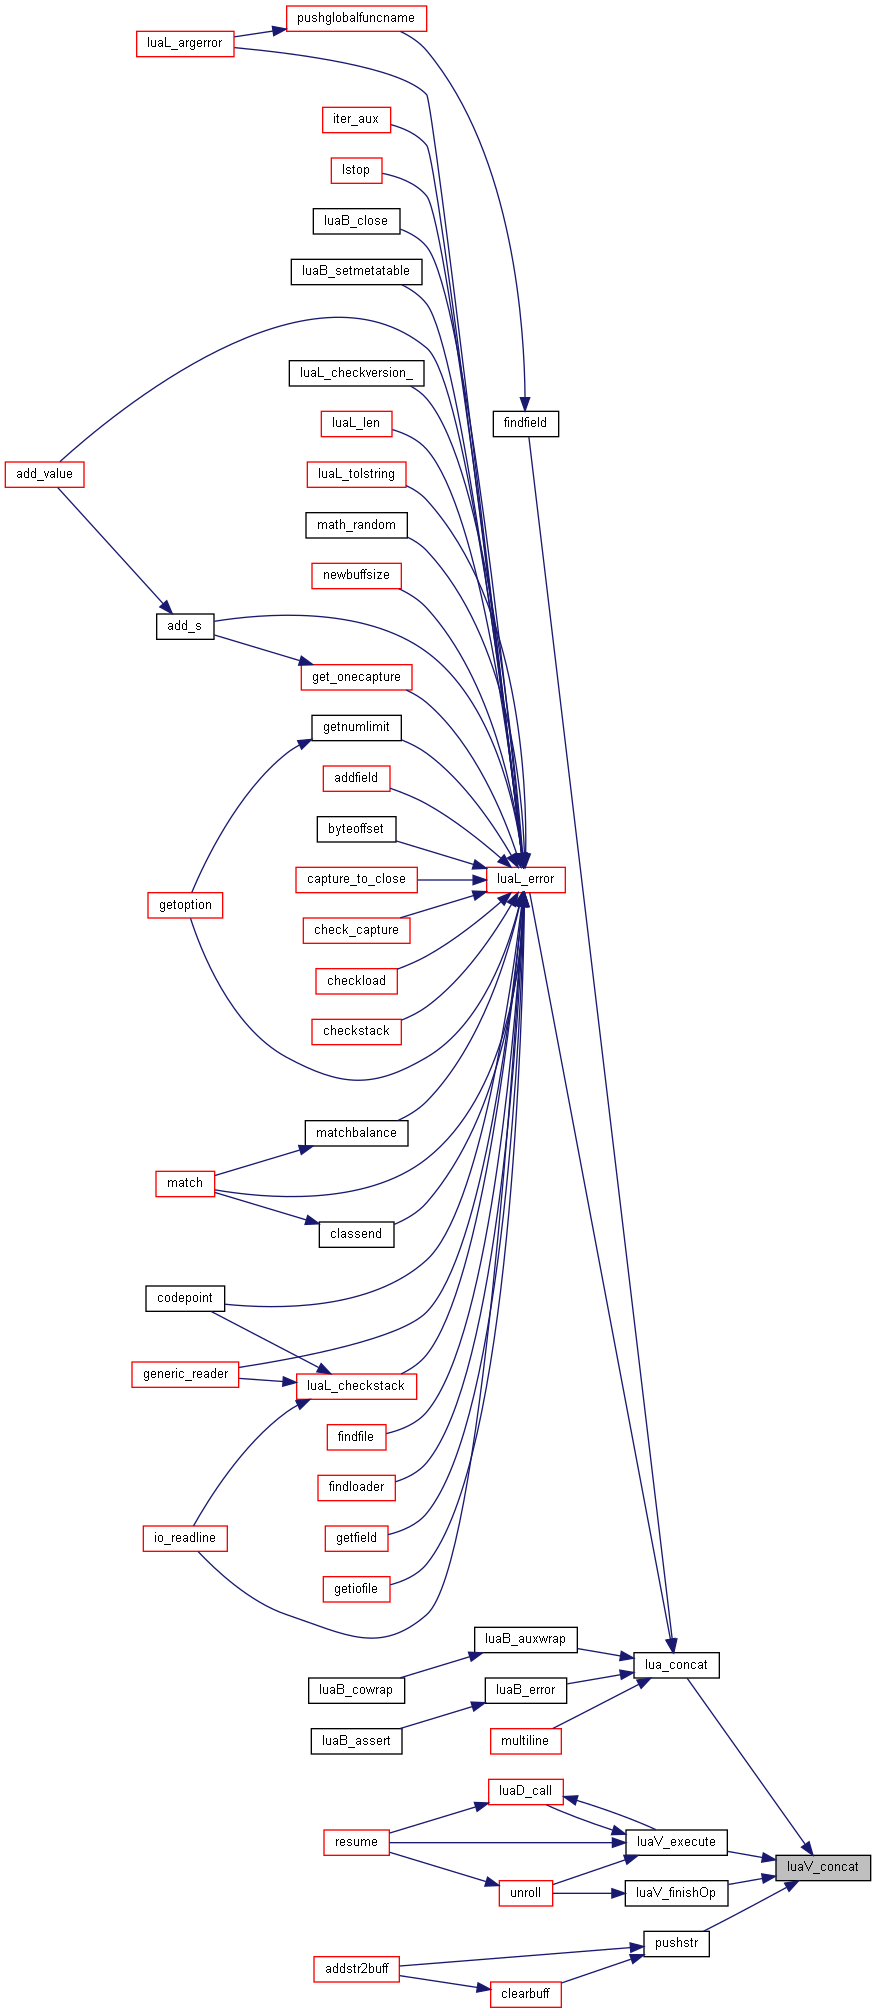 pushglobalfuncname
luaL_argerror
iter_aux
lstop
luaB_close
luaB_setmetatable
luaL_checkversion_
luaL_len
findfield
add_value
luaL_tolstring
math_random
newbuffsize
add_s
get_onecapture
getnumlimit
addfield
byteoffset
capture_to_close
luaL_error
getoption
check_capture
checkload
checkstack
matchbalance
match
classend
codepoint
generic_reader
luaL_checkstack
findfile
findloader
io_readline
getfield
getiofile
luaB_auxwrap
lua_concat
luaB_cowrap
luaB_error
luaB_assert
multiline
luaD_call
resume
luaV_execute
luaV_concat
unroll
luaV_finishOp
pushstr
addstr2buff
clearbuff